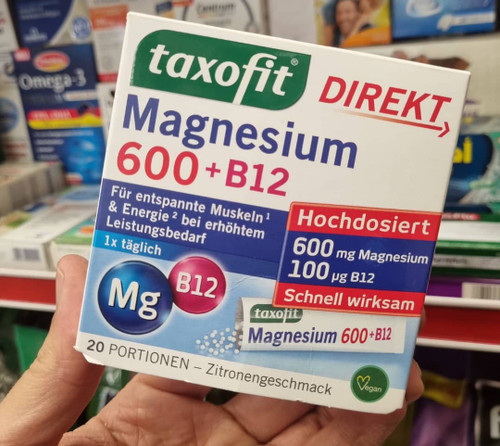 taxofit®
DIREKT
Magnesium
600 + B12
Für entspannte Muskeln¹
& Energie² bei erhöhtem
Leistungsbedarf
1x täglich
Hochdosiert
600 mg Magnesium
100 µg B12
Schnell wirksam
Mg
B12
taxofit
Magnesium 600+B12
20 PORTIONEN – Zitronengeschmack
Vegan
Omega-3
Centrum